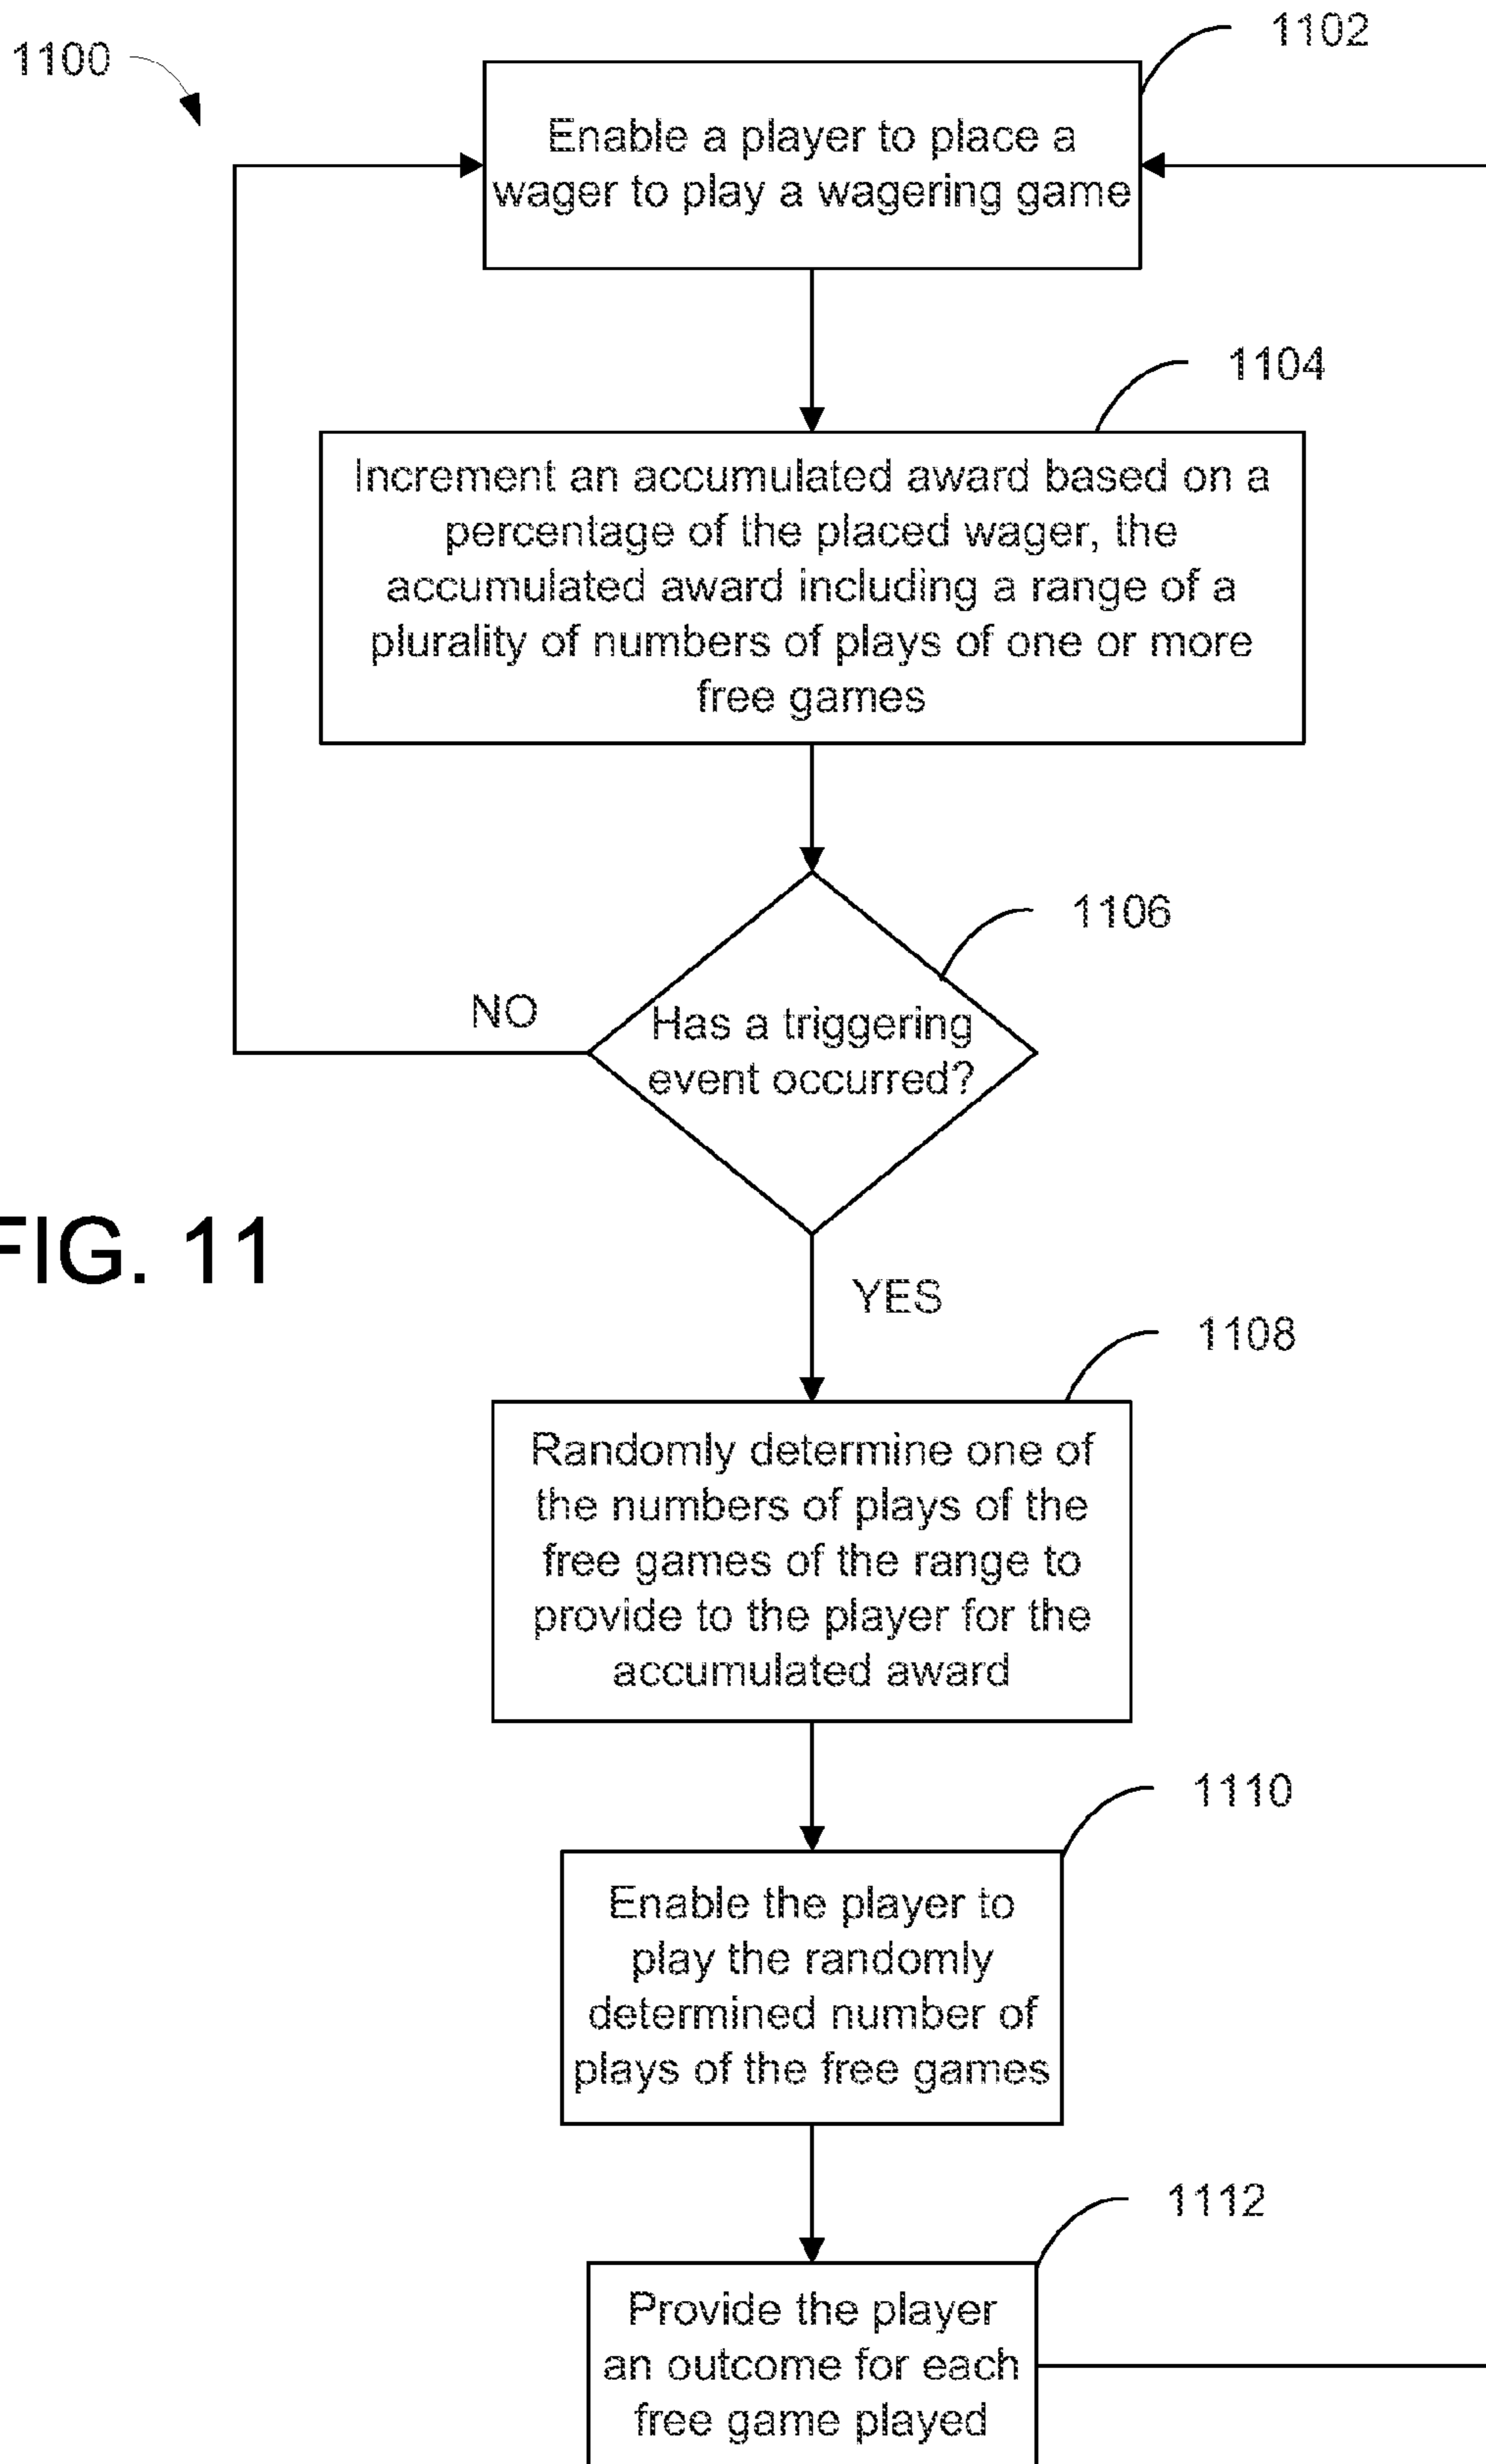 1100
1102
Enable a player to place a
wager to play a wagering game
1104
Increment an accumulated award based on a
percentage of the placed wager, the
accumulated award including a range of a
plurality of numbers of plays of one or more
free games
1106
NO
Has a triggering
event occurred?
FIG. 11
YES
1108
Randomly determine one of
the numbers of plays of the
free games of the range to
provide to the player for the
accumulated award
1110
Enable the player to
play the randomly
determined number of
plays of the free games
1112
Provide the player
an outcome for each
free game played